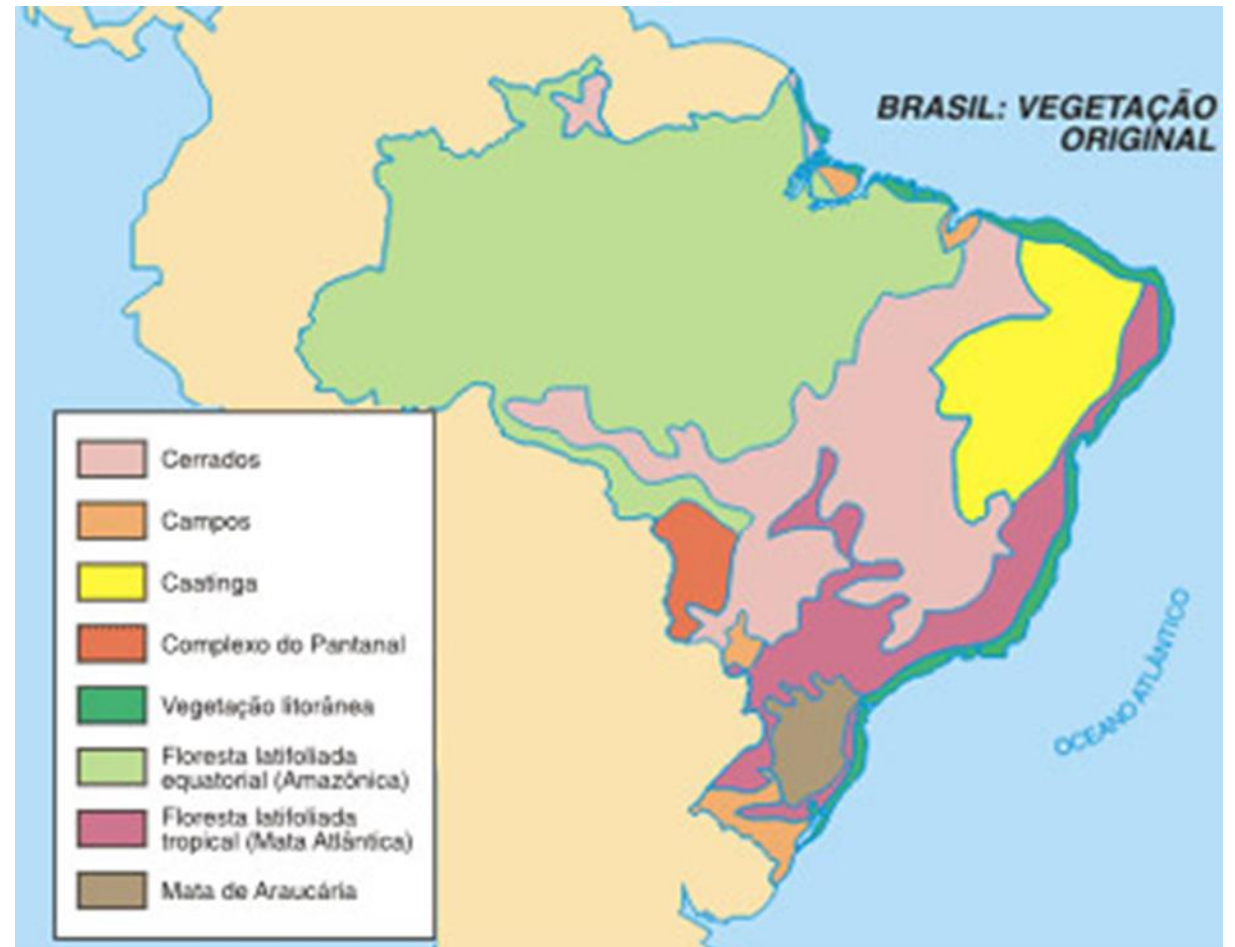 BRASIL: VEGETAÇÃO
ORIGINAL
Cerrados
Campos
Caatinga
Complexo do Pantanal
Vegetação litorânea
Floresta latifoliada
equatorial (Amazônica)
Floresta latifoliada
tropical (Mata Atlântica)
Mata de Araucária
OCEANO ATLÂNTICO